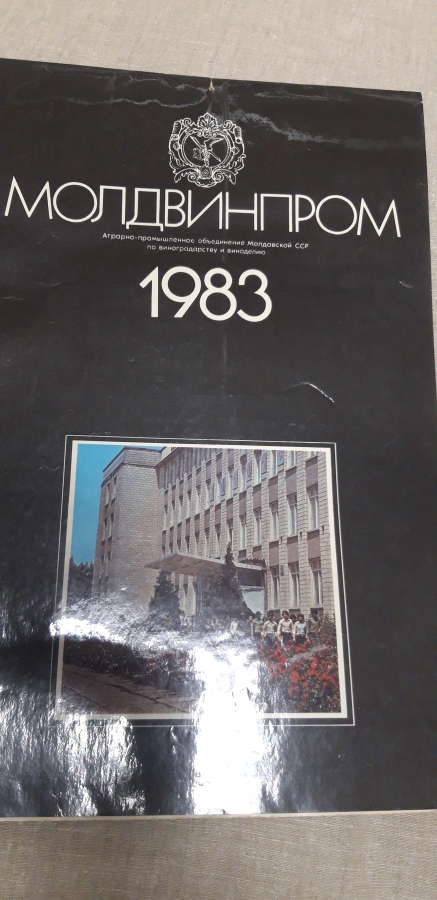 МОЛДВИНПРОМ
Аграрно-промышленное объединение Молдавской ССР
по виноградарству и виноделию
1983